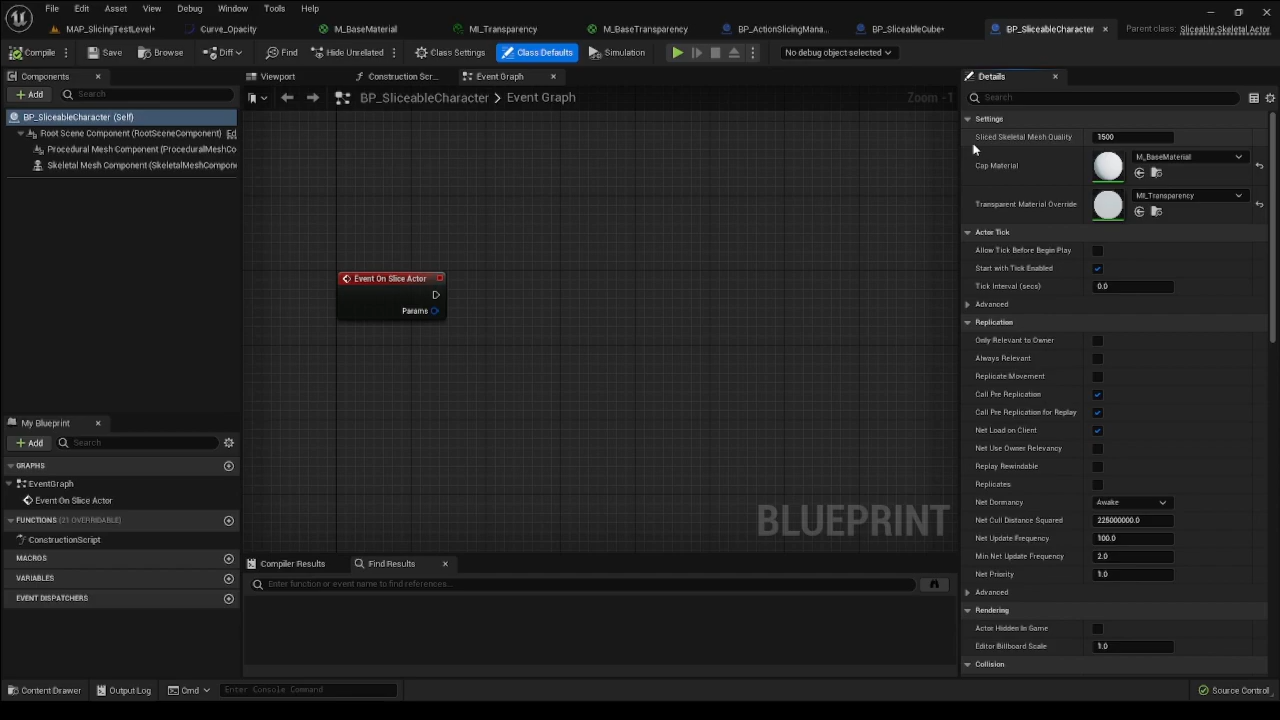 File Edit Asset View Debug Window Tools Help
MAP_SlicingTestLevel• Curve_Opacity M_BaseMaterial MI_Transparency M_BaseTransparency BP_ActionSlicingMana... BP_SliceableCube• BP_SliceableCharacter Parent class: Sliceable Skeletal Actor
Compile Save Browse Diff Find Hide Unrelated Class Settings Class Defaults Simulation No debug object selected
Components Viewport Construction Scr... Event Graph Details
Add Search BP_SliceableCharacter > Event Graph Zoom -1 Search
BP_SliceableCharacter (Self)
Root Scene Component (RootSceneComponent)
Procedural Mesh Component (ProceduralMeshCo
Skeletal Mesh Component (SkeletalMeshCompone
Settings
Sliced Skeletal Mesh Quality 1500
Cap Material M_BaseMaterial
Transparent Material Override MI_Transparency
Actor Tick
Allow Tick Before Begin Play
Start with Tick Enabled
Tick Interval (secs) 0.0
Advanced
Replication
Only Relevant to Owner
Always Relevant
Replicate Movement
Call Pre Replication
Call Pre Replication for Replay
Net Load on Client
Net Use Owner Relevancy
Replay Rewindable
Replicates
Net Dormancy Awake
Net Cull Distance Squared 225000000.0
Net Update Frequency 100.0
Min Net Update Frequency 2.0
Net Priority 1.0
Advanced
Rendering
Actor Hidden In Game
Editor Billboard Scale 1.0
Collision
Event On Slice Actor
Params
BLUEPRINT
My Blueprint
Add Search
GRAPHS
EventGraph
Event On Slice Actor
FUNCTIONS (21 OVERRIDABLE)
ConstructionScript
MACROS
VARIABLES
EVENT DISPATCHERS
Compiler Results Find Results
Enter function or event name to find references...
Content Drawer Output Log Cmd Enter Console Command Source Control